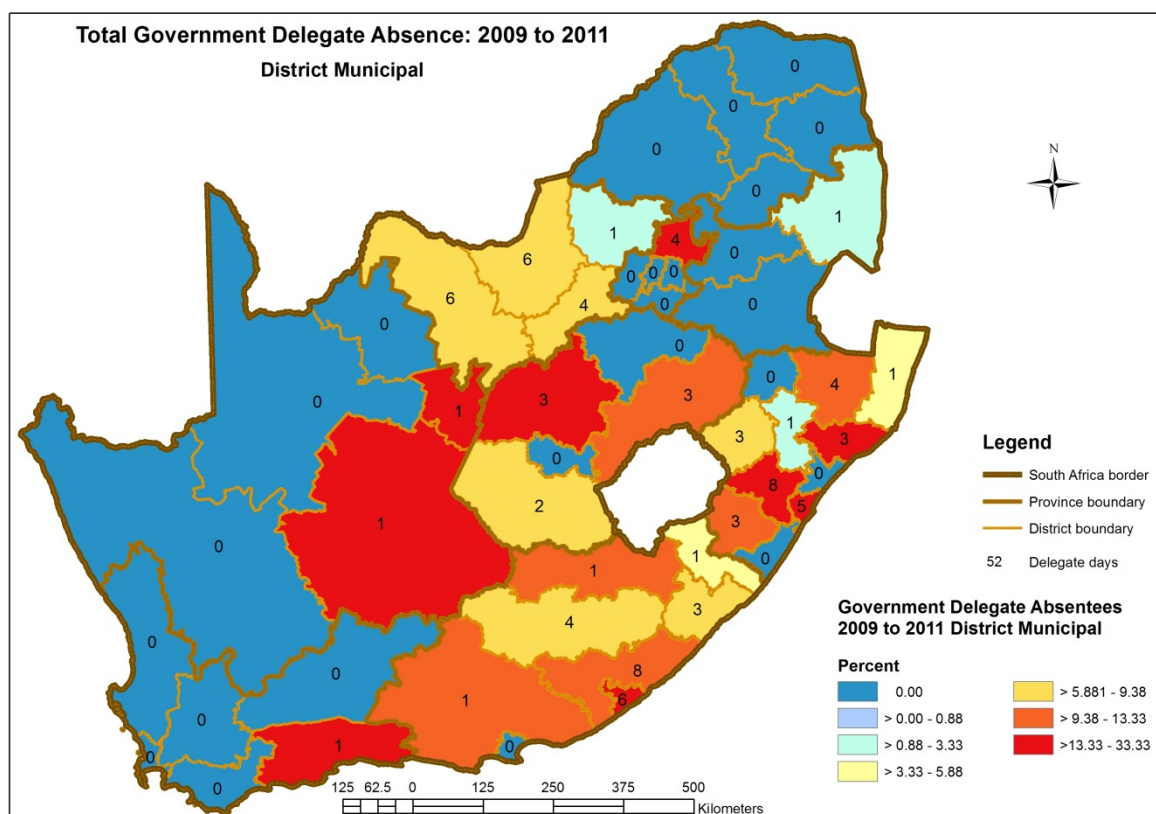 Total Government Delegate Absence: 2009 to 2011
District Municipal
N
0
0
0
0
0
1
1
4
0
6
0
0
0
0
6
4
0
0
0
0
3
0
4
1
0
1
3
3
1
3
0
0
8
5
2
1
3
0
0
1
1
4
3
0
0
8
1
6
0
1
0
0
0
Legend
South Africa border
Province boundary
District boundary
52 Delegate days
Government Delegate Absentees
2009 to 2011 District Municipal
Percent
0.00
> 0.00 - 0.88
> 0.88 - 3.33
> 3.33 - 5.88
> 5.881 - 9.38
> 9.38 - 13.33
>13.33 - 33.33
125 62.5 0 125 250 375 500
Kilometers